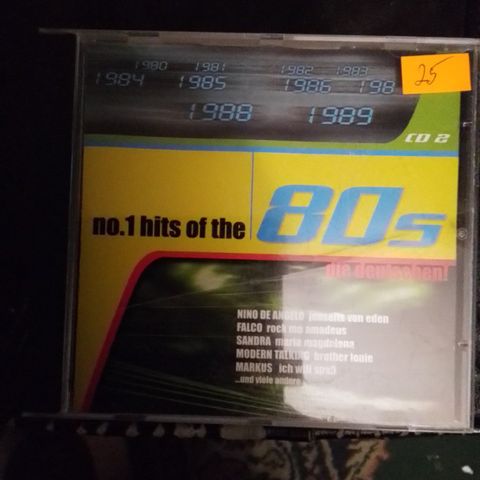 1980 1981 1982 1983
1984 1985 1986 198
25
1988 1989
CD 2
no.1 hits of the 80s
die deutschen!
NINO DE ANGELO jenseits von eden
FALCO rock me amadeus
SANDRA maria magdalena
MODERN TALKING brother louie
MARKUS ich will spaß
...und viele andere